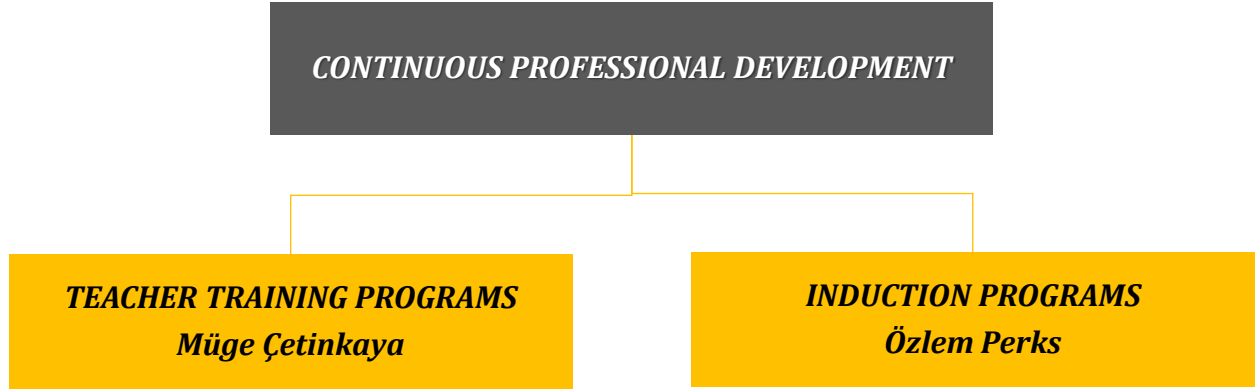 CONTINUOUS PROFESSIONAL DEVELOPMENT
TEACHER TRAINING PROGRAMS
Müge Çetinkaya
INDUCTION PROGRAMS
Özlem Perks